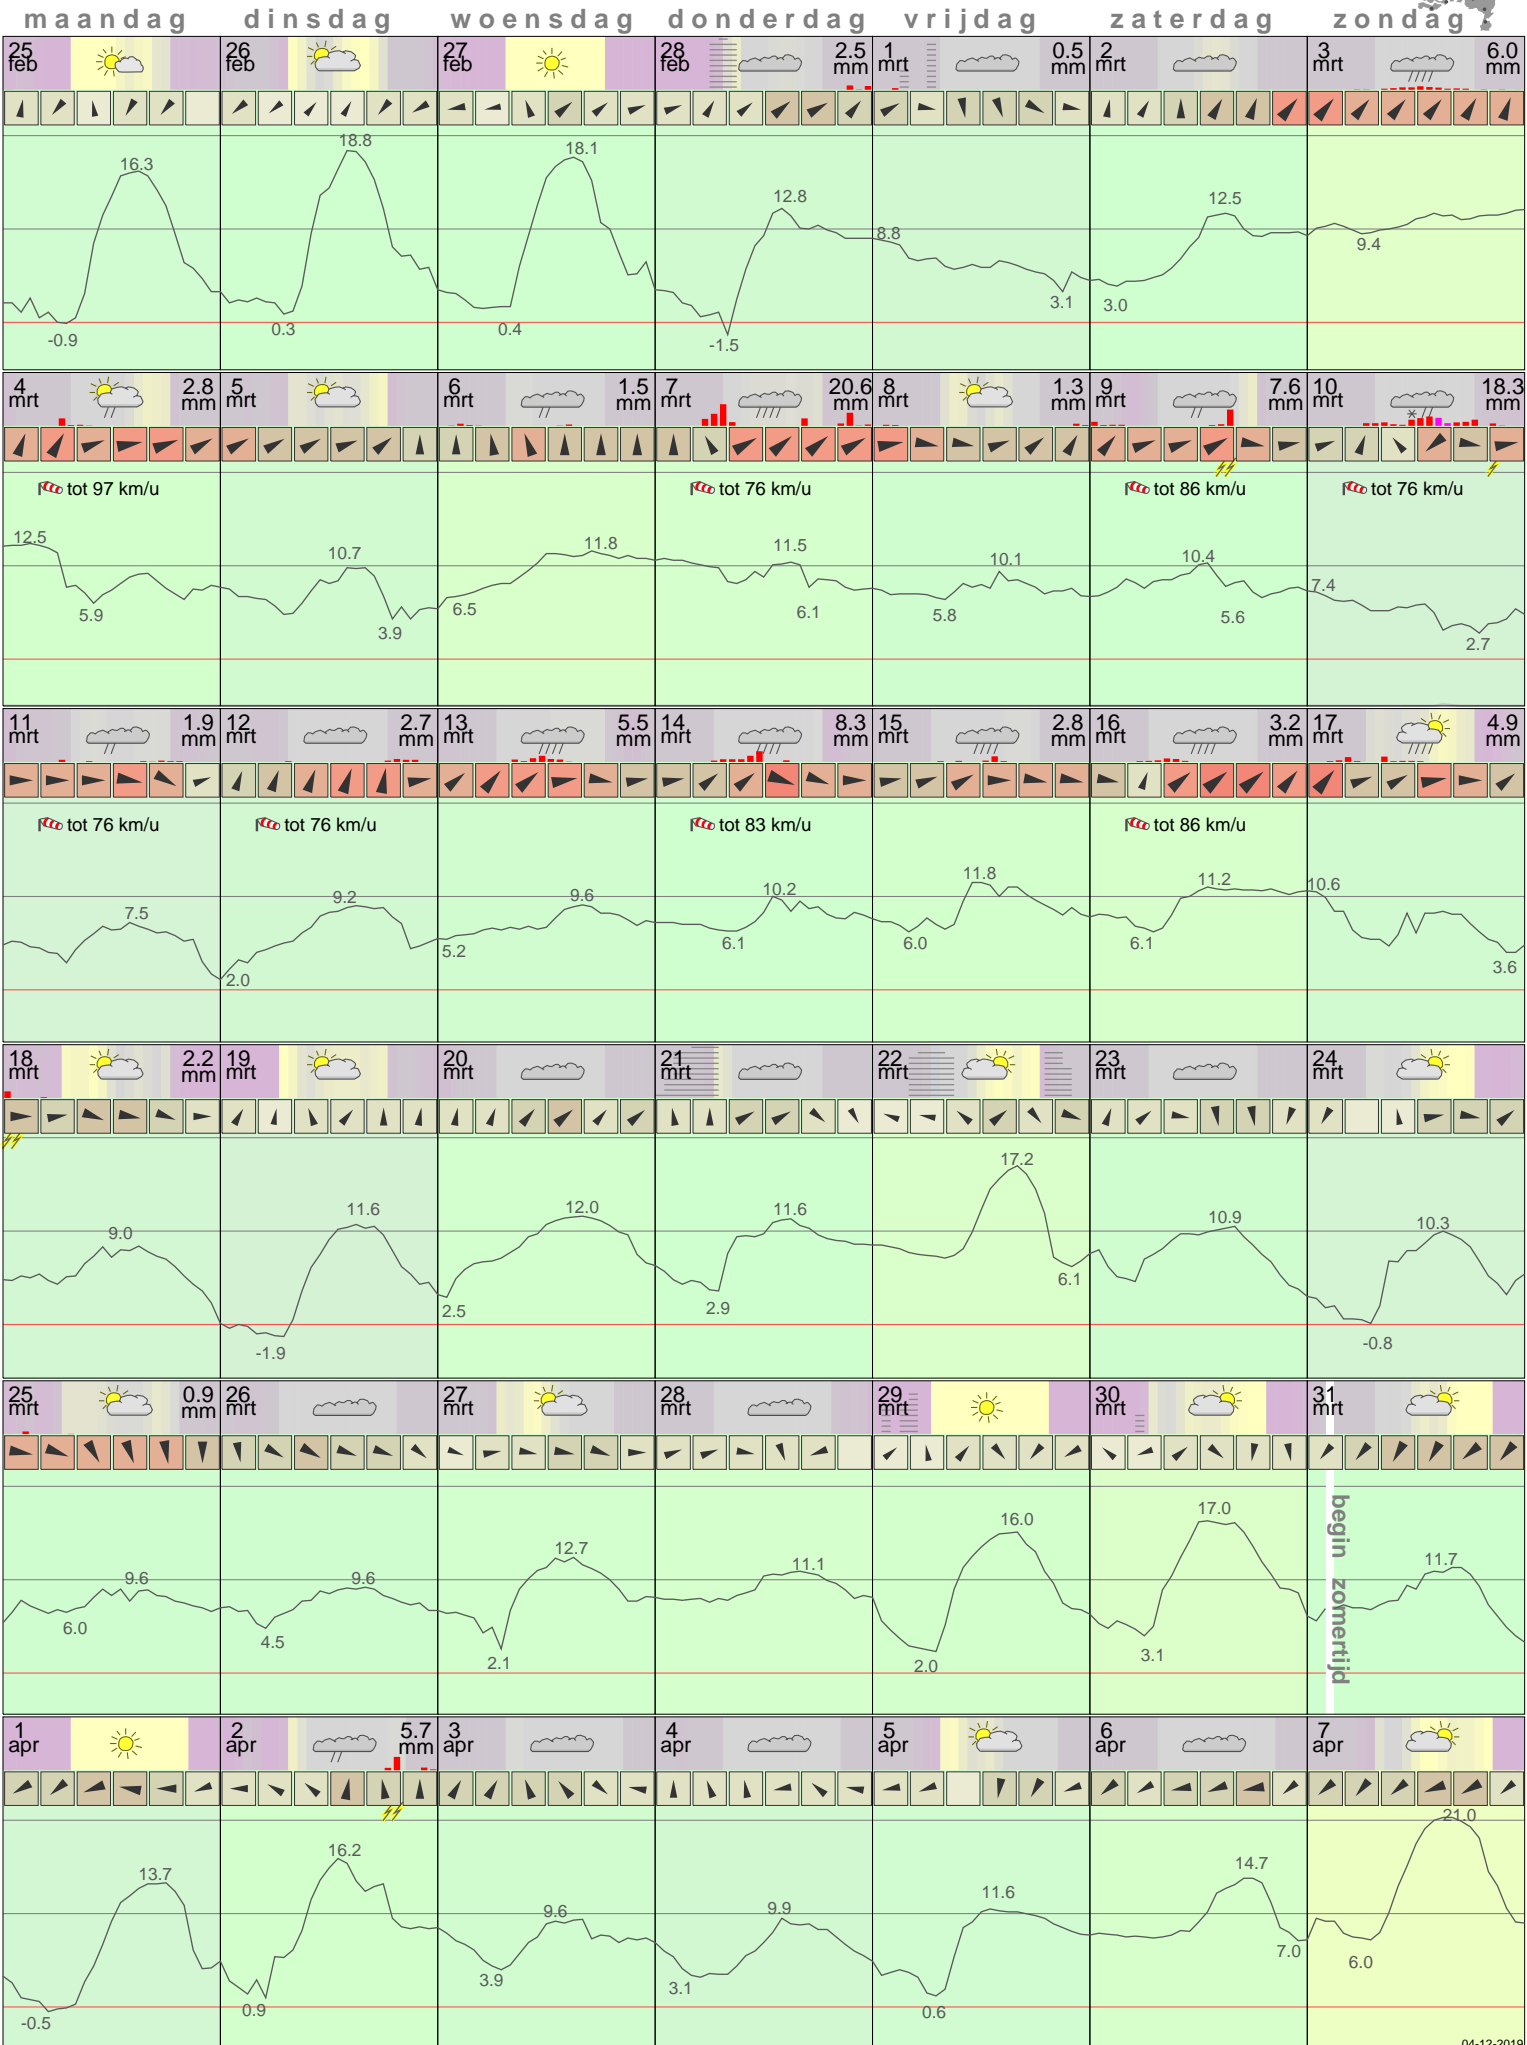 maandag dinsdag woensdag donderdag vrijdag zaterdag zondag
25 feb 26 feb 27 feb 28 feb 2.5 mm 1 mrt 0.5 mm 2 mrt 3 mrt 6.0 mm
16.3 18.8 18.1 12.8 8.8 12.5 9.4
-0.9 0.3 0.4 -1.5 3.1 3.0
4 mrt 2.8 mm 5 mrt 6 mrt 1.5 mm 7 mrt 20.6 mm 8 mrt 1.3 mm 9 mrt 7.6 mm 10 mrt 18.3 mm
tot 97 km/u tot 76 km/u tot 86 km/u tot 76 km/u
12.5 10.7 11.8 11.5 10.1 10.4 7.4
5.9 3.9 6.5 6.1 5.8 5.6 2.7
11 mrt 1.9 mm 12 mrt 2.7 mm 13 mrt 5.5 mm 14 mrt 8.3 mm 15 mrt 2.8 mm 16 mrt 3.2 mm 17 mrt 4.9 mm
tot 76 km/u tot 76 km/u tot 83 km/u tot 86 km/u
7.5 9.2 9.6 10.2 11.8 11.2 10.6
2.0 5.2 6.1 6.0 6.1 3.6
18 mrt 2.2 mm 19 mrt 20 mrt 21 mrt 22 mrt 23 mrt 24 mrt
9.0 11.6 12.0 11.6 17.2 10.9 10.3
-1.9 2.5 2.9 6.1 -0.8
25 mrt 0.9 mm 26 mrt 27 mrt 28 mrt 29 mrt 30 mrt 31 mrt
begin zomertijd
9.6 9.6 12.7 11.1 16.0 17.0 11.7
6.0 4.5 2.1 2.0 3.1
1 apr 2 apr 5.7 mm 3 apr 4 apr 5 apr 6 apr 7 apr
13.7 16.2 9.6 9.9 11.6 14.7 21.0
-0.5 0.9 3.9 3.1 0.6 7.0 6.0
04-12-2019